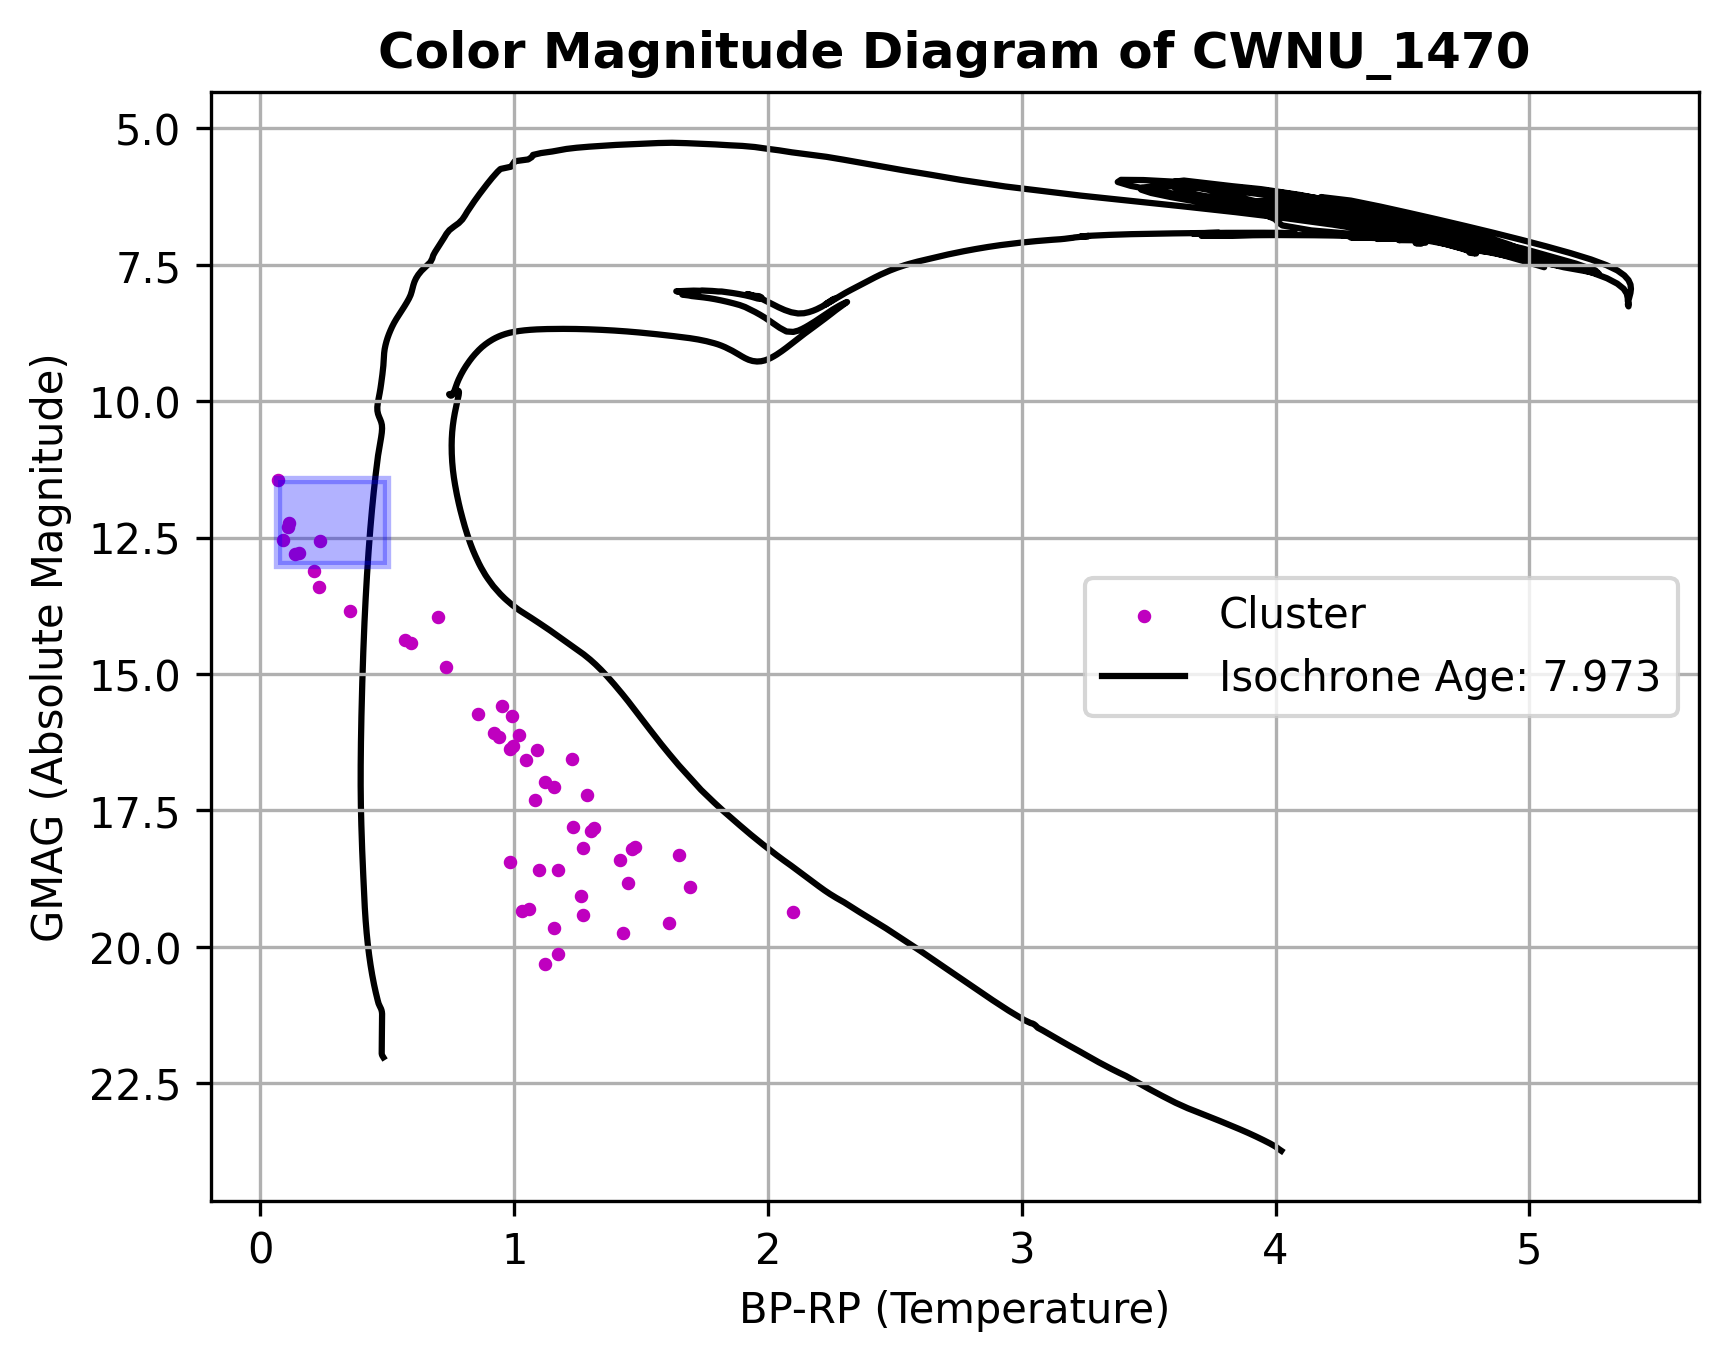 Color Magnitude Diagram of CWNU_1470
GMAG (Absolute Magnitude)
5.0
7.5
10.0
12.5
15.0
17.5
20.0
22.5
Cluster
Isochrone Age: 7.973
0 1 2 3 4 5
BP-RP (Temperature)